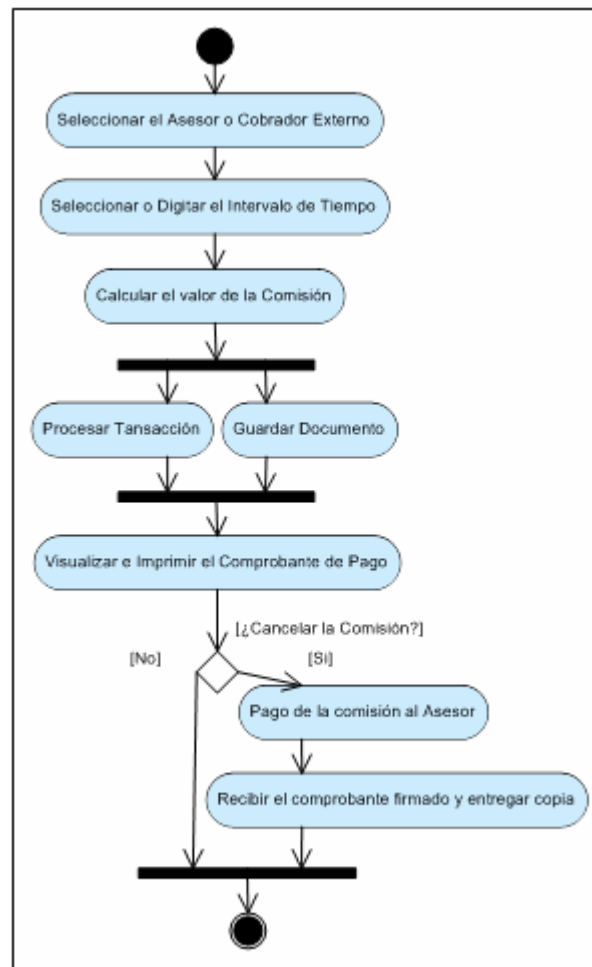 Seleccionar el Asesor o Cobrador Externo
Seleccionar o Digitar el Intervalo de Tiempo
Calcular el valor de la Comisión
Procesar Tansacción
Guardar Documento
Visualizar e Imprimir el Comprobante de Pago
[¿Cancelar la Comisión?]
[No]
[Si]
Pago de la comisión al Asesor
Recibir el comprobante firmado y entregar copia